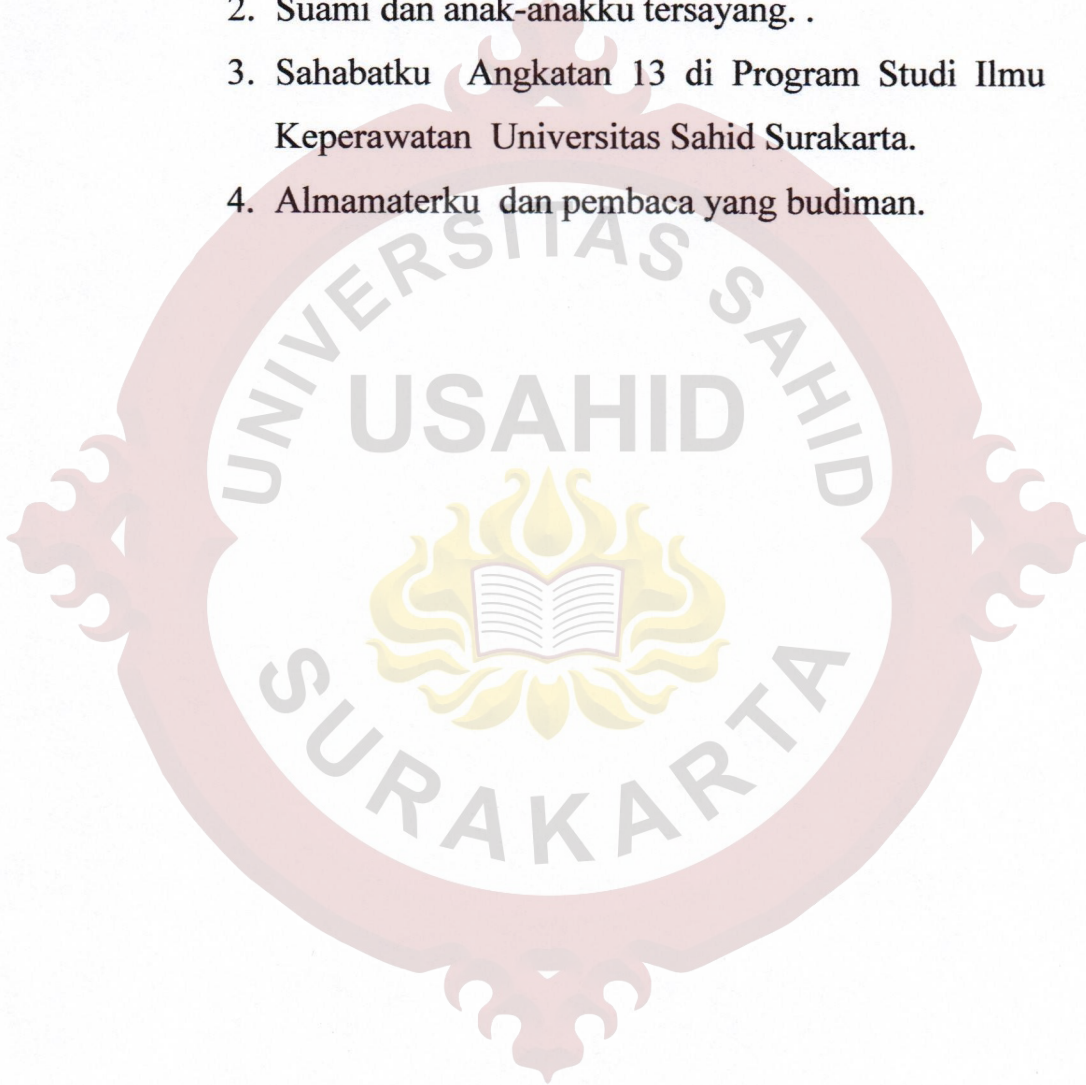 2. Suami dan anak-anakku tersayang. .
3. Sahabatku Angkatan 13 di Program Studi Ilmu
Keperawatan Universitas Sahid Surakarta.
4. Almamaterku dan pembaca yang budiman.
UNIVERSITAS SAHID
USAHID
SURAKARTA